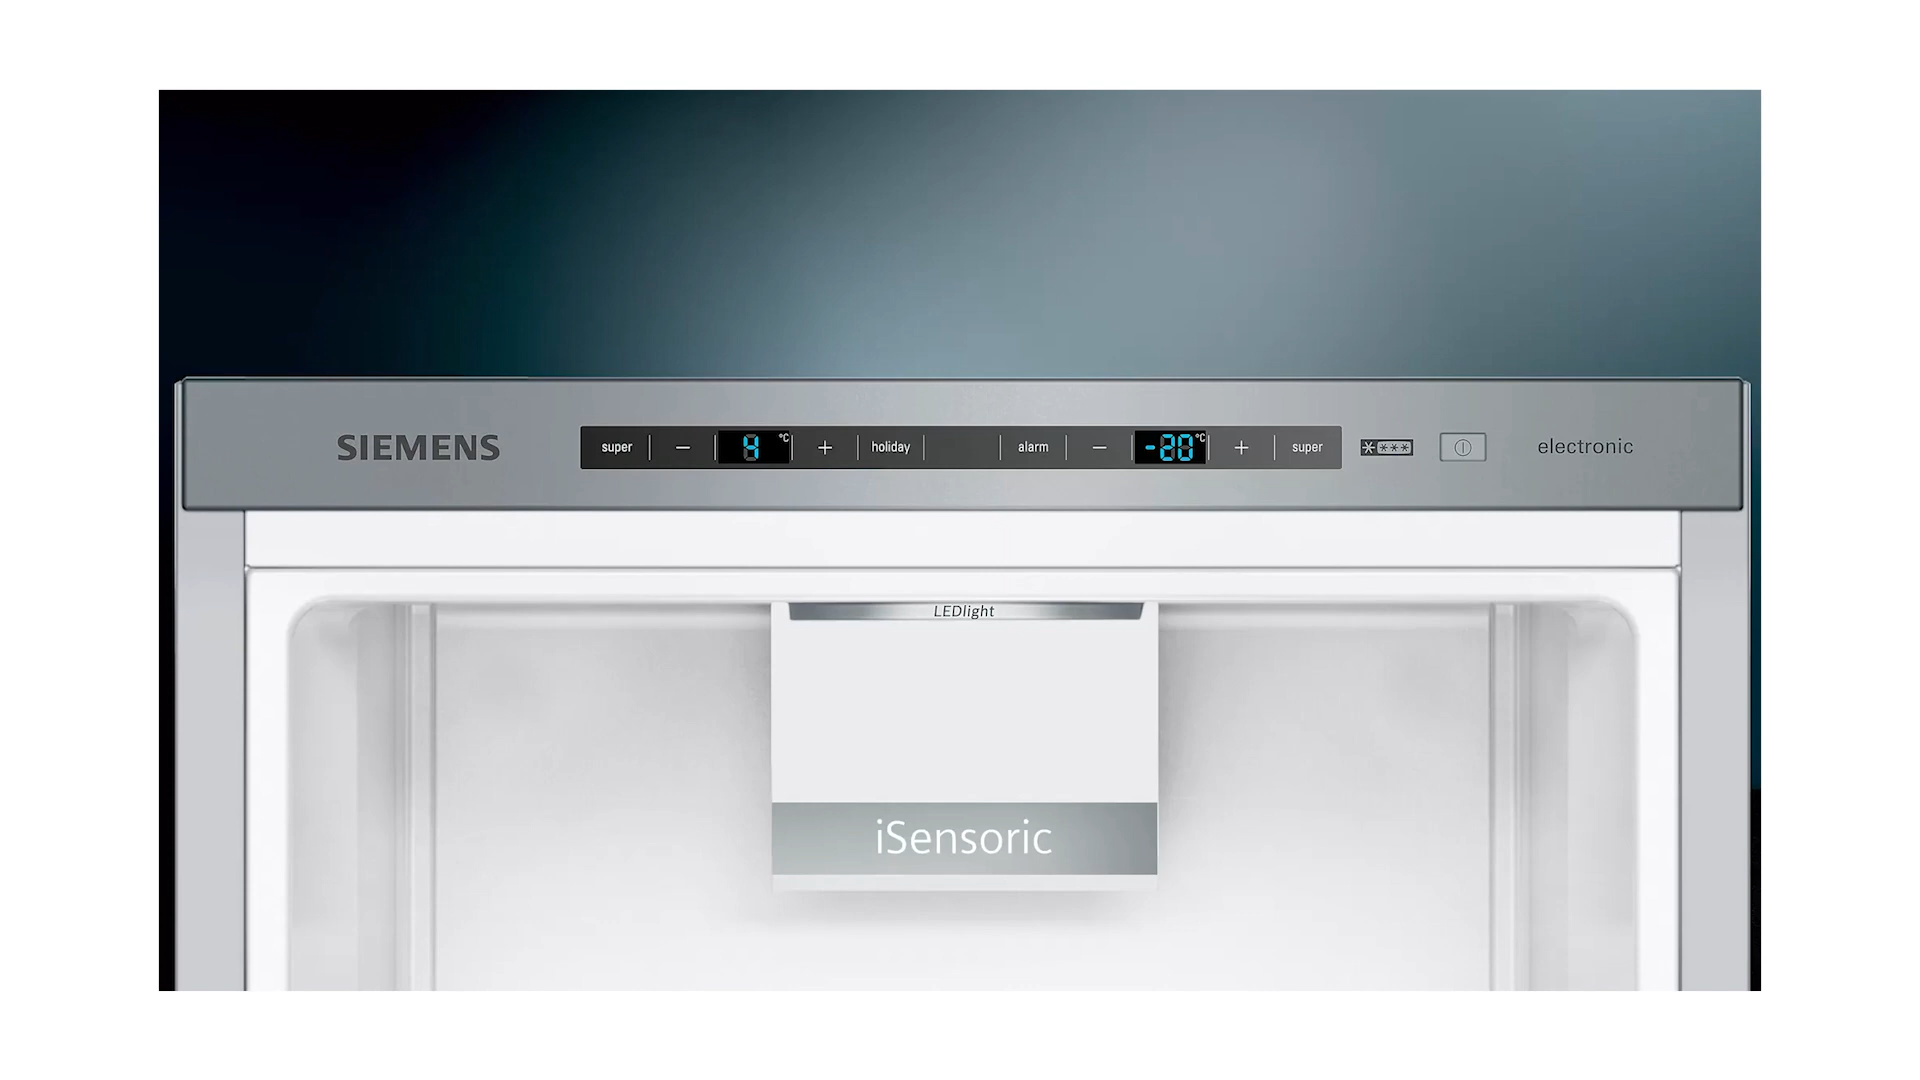 SIEMENS super − 4 °C + holiday alarm − -20 °C + super electronic
LEDlight
iSensoric